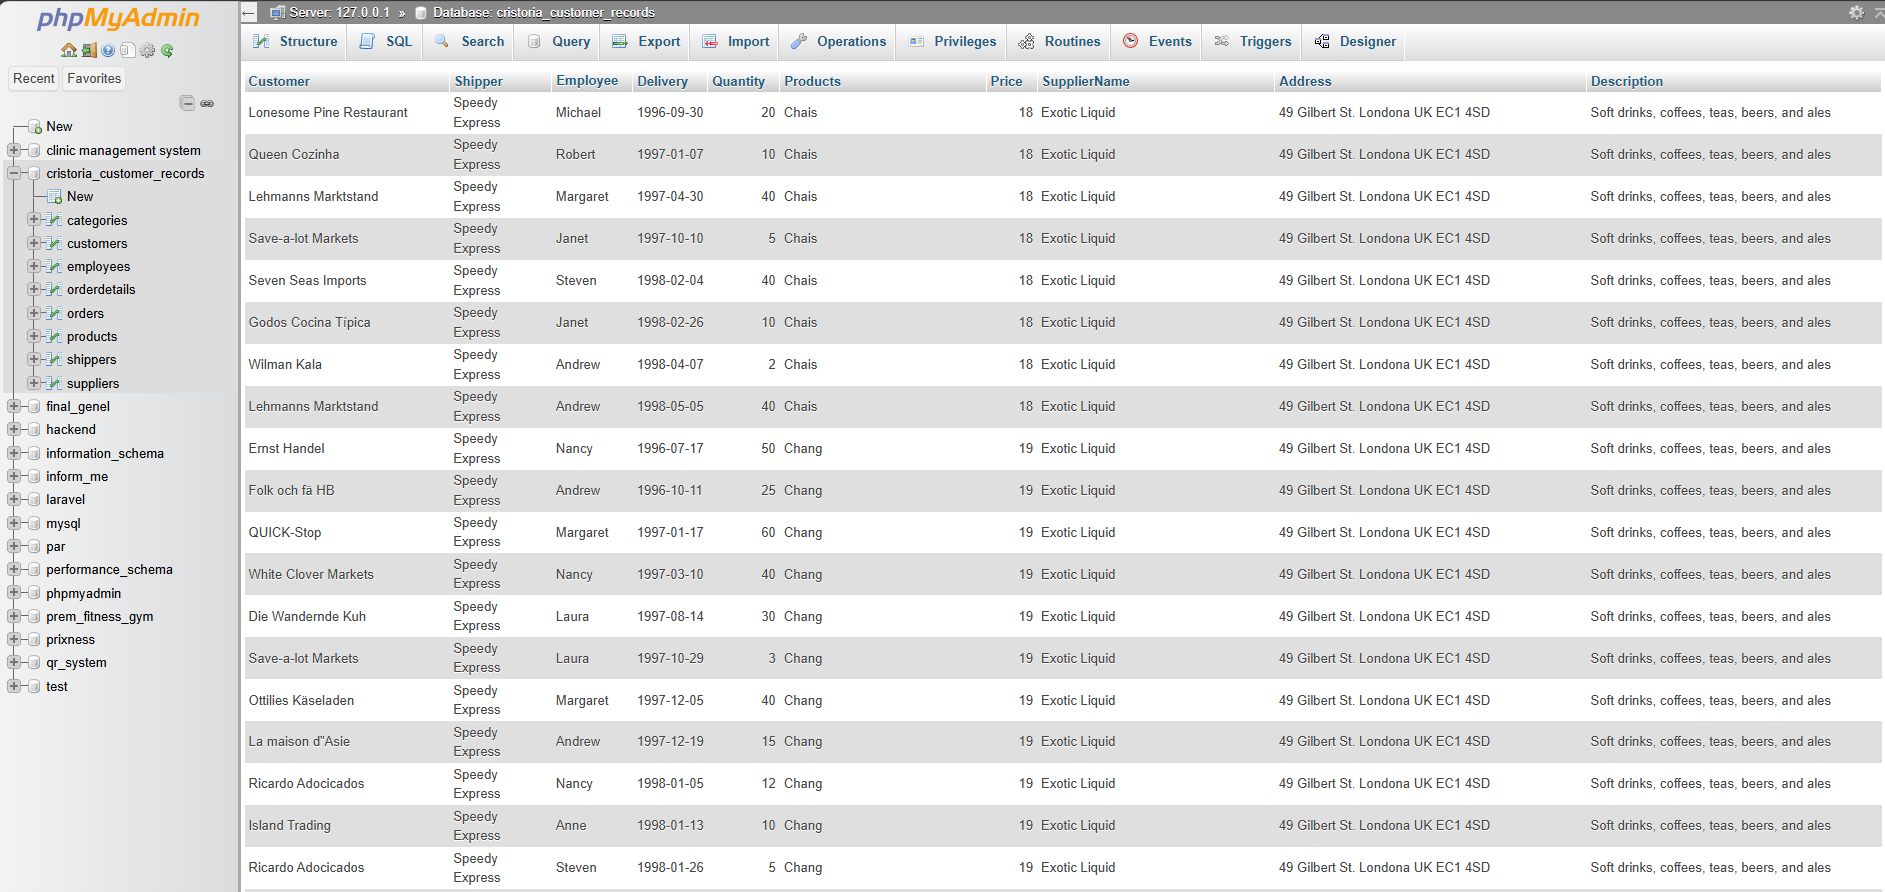 phpMyAdmin
Recent Favorites
New
clinic management system
cristoria_customer_records
New
categories
customers
employees
orderdetails
orders
products
shippers
suppliers
final_genel
hackend
information_schema
inform_me
laravel
mysql
par
performance_schema
phpmyadmin
prem_fitness_gym
prixness
qr_system
test
Server: 127.0.0.1 » Database: cristoria_customer_records
Structure SQL Search Query Export Import Operations Privileges Routines Events Triggers Designer
Customer Shipper Employee Delivery Quantity Products Price SupplierName Address Description
Lonesome Pine Restaurant Speedy Express Michael 1996-09-30 20 Chais 18 Exotic Liquid 49 Gilbert St. Londona UK EC1 4SD Soft drinks, coffees, teas, beers, and ales
Queen Cozinha Speedy Express Robert 1997-01-07 10 Chais 18 Exotic Liquid 49 Gilbert St. Londona UK EC1 4SD Soft drinks, coffees, teas, beers, and ales
Lehmanns Marktstand Speedy Express Margaret 1997-04-30 40 Chais 18 Exotic Liquid 49 Gilbert St. Londona UK EC1 4SD Soft drinks, coffees, teas, beers, and ales
Save-a-lot Markets Speedy Express Janet 1997-10-10 5 Chais 18 Exotic Liquid 49 Gilbert St. Londona UK EC1 4SD Soft drinks, coffees, teas, beers, and ales
Seven Seas Imports Speedy Express Steven 1998-02-04 40 Chais 18 Exotic Liquid 49 Gilbert St. Londona UK EC1 4SD Soft drinks, coffees, teas, beers, and ales
Godos Cocina Típica Speedy Express Janet 1998-02-26 10 Chais 18 Exotic Liquid 49 Gilbert St. Londona UK EC1 4SD Soft drinks, coffees, teas, beers, and ales
Wilman Kala Speedy Express Andrew 1998-04-07 2 Chais 18 Exotic Liquid 49 Gilbert St. Londona UK EC1 4SD Soft drinks, coffees, teas, beers, and ales
Lehmanns Marktstand Speedy Express Andrew 1998-05-05 40 Chais 18 Exotic Liquid 49 Gilbert St. Londona UK EC1 4SD Soft drinks, coffees, teas, beers, and ales
Ernst Handel Speedy Express Nancy 1996-07-17 50 Chang 19 Exotic Liquid 49 Gilbert St. Londona UK EC1 4SD Soft drinks, coffees, teas, beers, and ales
Folk och fä HB Speedy Express Andrew 1996-10-11 25 Chang 19 Exotic Liquid 49 Gilbert St. Londona UK EC1 4SD Soft drinks, coffees, teas, beers, and ales
QUICK-Stop Speedy Express Margaret 1997-01-17 60 Chang 19 Exotic Liquid 49 Gilbert St. Londona UK EC1 4SD Soft drinks, coffees, teas, beers, and ales
White Clover Markets Speedy Express Nancy 1997-03-10 40 Chang 19 Exotic Liquid 49 Gilbert St. Londona UK EC1 4SD Soft drinks, coffees, teas, beers, and ales
Die Wandernde Kuh Speedy Express Laura 1997-08-14 30 Chang 19 Exotic Liquid 49 Gilbert St. Londona UK EC1 4SD Soft drinks, coffees, teas, beers, and ales
Save-a-lot Markets Speedy Express Laura 1997-10-29 3 Chang 19 Exotic Liquid 49 Gilbert St. Londona UK EC1 4SD Soft drinks, coffees, teas, beers, and ales
Ottilies Käseladen Speedy Express Margaret 1997-12-05 40 Chang 19 Exotic Liquid 49 Gilbert St. Londona UK EC1 4SD Soft drinks, coffees, teas, beers, and ales
La maison d"Asie Speedy Express Andrew 1997-12-19 15 Chang 19 Exotic Liquid 49 Gilbert St. Londona UK EC1 4SD Soft drinks, coffees, teas, beers, and ales
Ricardo Adocicados Speedy Express Nancy 1998-01-05 12 Chang 19 Exotic Liquid 49 Gilbert St. Londona UK EC1 4SD Soft drinks, coffees, teas, beers, and ales
Island Trading Speedy Express Anne 1998-01-13 10 Chang 19 Exotic Liquid 49 Gilbert St. Londona UK EC1 4SD Soft drinks, coffees, teas, beers, and ales
Ricardo Adocicados Speedy Express Steven 1998-01-26 5 Chang 19 Exotic Liquid 49 Gilbert St. Londona UK EC1 4SD Soft drinks, coffees, teas, beers, and ales